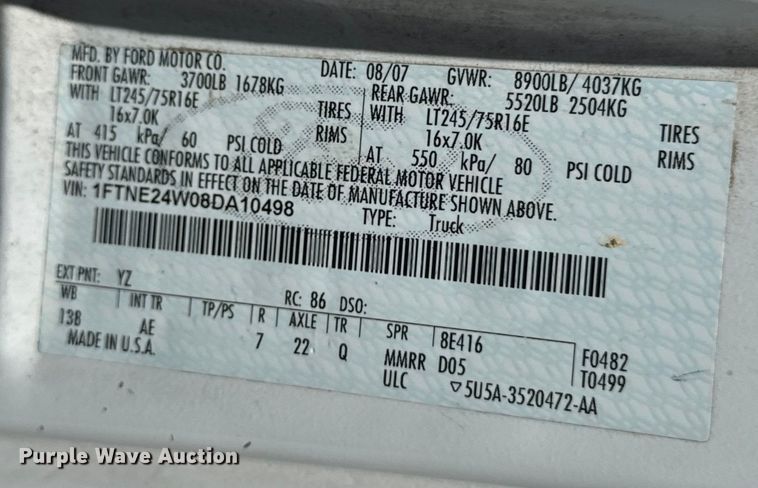 MFD. BY FORD MOTOR CO. DATE: 08/07 GVWR: 8900LB/ 4037KG
FRONT GAWR: 3700LB 1678KG REAR GAWR: 5520LB 2504KG
WITH LT245/75R16E TIRES WITH LT245/75R16E TIRES
16x7.0K RIMS 16x7.0K RIMS
AT 415 kPa/ 60 PSI COLD AT 550 kPa/ 80 PSI COLD
THIS VEHICLE CONFORMS TO ALL APPLICABLE FEDERAL MOTOR VEHICLE
SAFETY STANDARDS IN EFFECT ON THE DATE OF MANUFACTURE SHOWN ABOVE.
VIN: 1FTNE24W08DA10498 TYPE: Truck
EXT PNT: YZ RC: 86 DSO:
WB INT TR TP/PS R AXLE TR SPR 8E416 F0482
138 AE 7 22 Q MMRR D05 T0499
MADE IN U.S.A. ULC ▽5U5A-3520472-AA
Purple Wave Auction